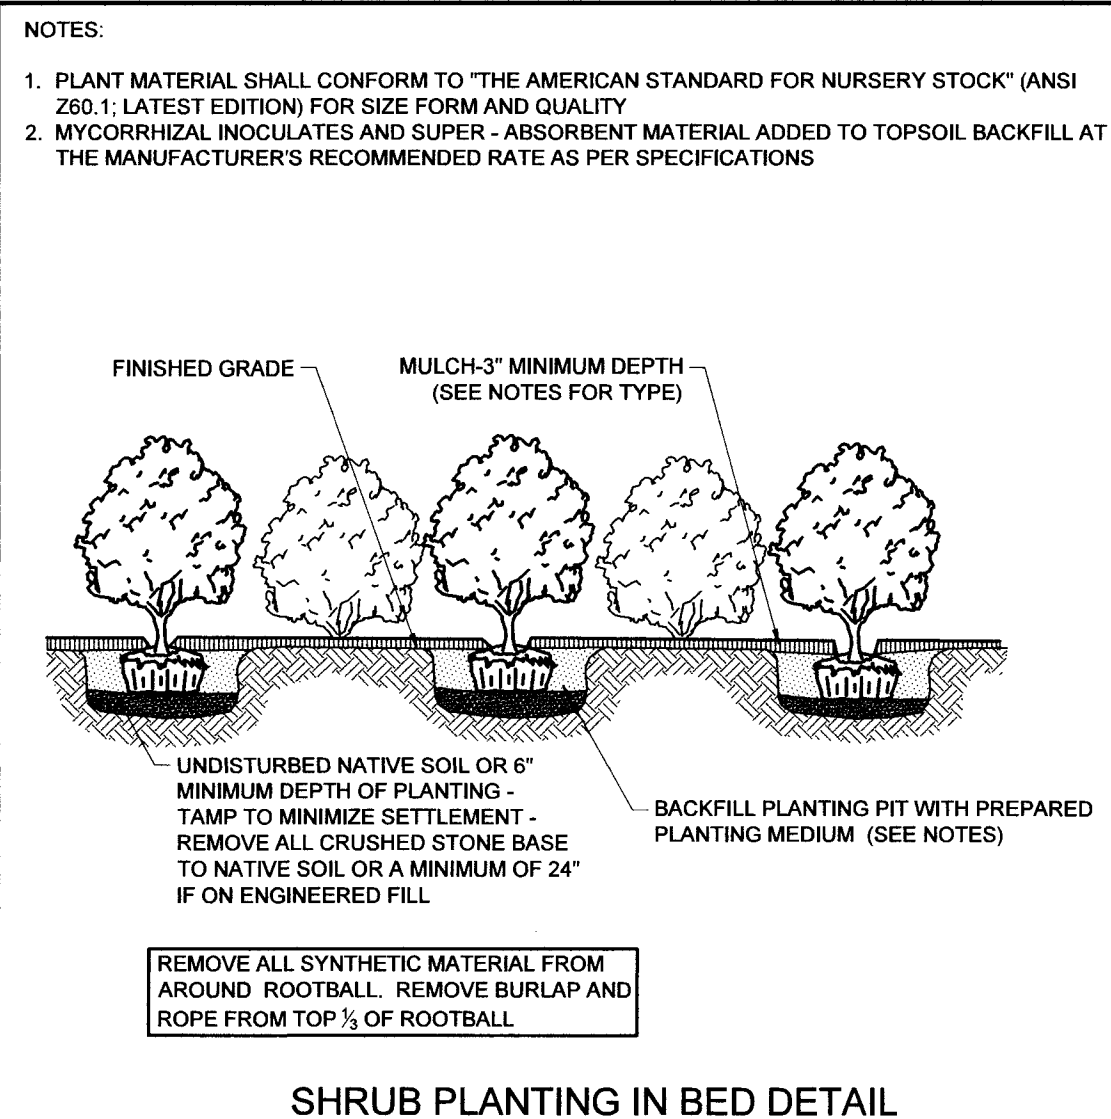 NOTES:
1. PLANT MATERIAL SHALL CONFORM TO "THE AMERICAN STANDARD FOR NURSERY STOCK" (ANSI
Z60.1; LATEST EDITION) FOR SIZE FORM AND QUALITY
2. MYCORRHIZAL INOCULATES AND SUPER - ABSORBENT MATERIAL ADDED TO TOPSOIL BACKFILL AT
THE MANUFACTURER'S RECOMMENDED RATE AS PER SPECIFICATIONS
FINISHED GRADE
MULCH-3" MINIMUM DEPTH
(SEE NOTES FOR TYPE)
UNDISTURBED NATIVE SOIL OR 6"
MINIMUM DEPTH OF PLANTING -
TAMP TO MINIMIZE SETTLEMENT -
REMOVE ALL CRUSHED STONE BASE
TO NATIVE SOIL OR A MINIMUM OF 24"
IF ON ENGINEERED FILL
BACKFILL PLANTING PIT WITH PREPARED
PLANTING MEDIUM (SEE NOTES)
REMOVE ALL SYNTHETIC MATERIAL FROM
AROUND ROOTBALL. REMOVE BURLAP AND
ROPE FROM TOP ⅓ OF ROOTBALL
SHRUB PLANTING IN BED DETAIL